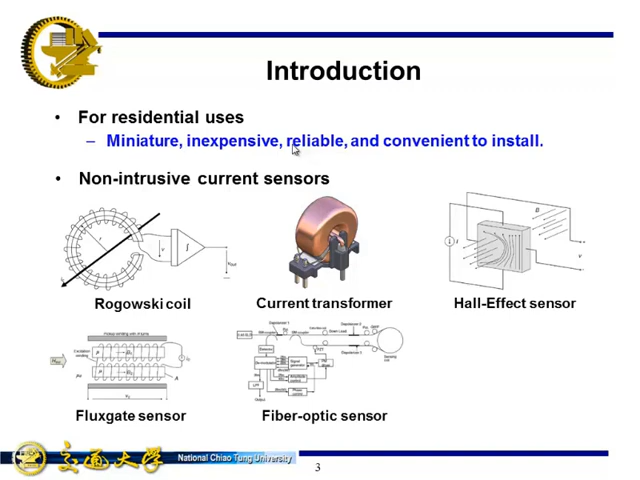 Introduction
• For residential uses
– Miniature, inexpensive, reliable, and convenient to install.
• Non-intrusive current sensors
Rogowski coil
Current transformer
Hall-Effect sensor
Fluxgate sensor
Fiber-optic sensor
交通大學
National Chiao Tung University
3